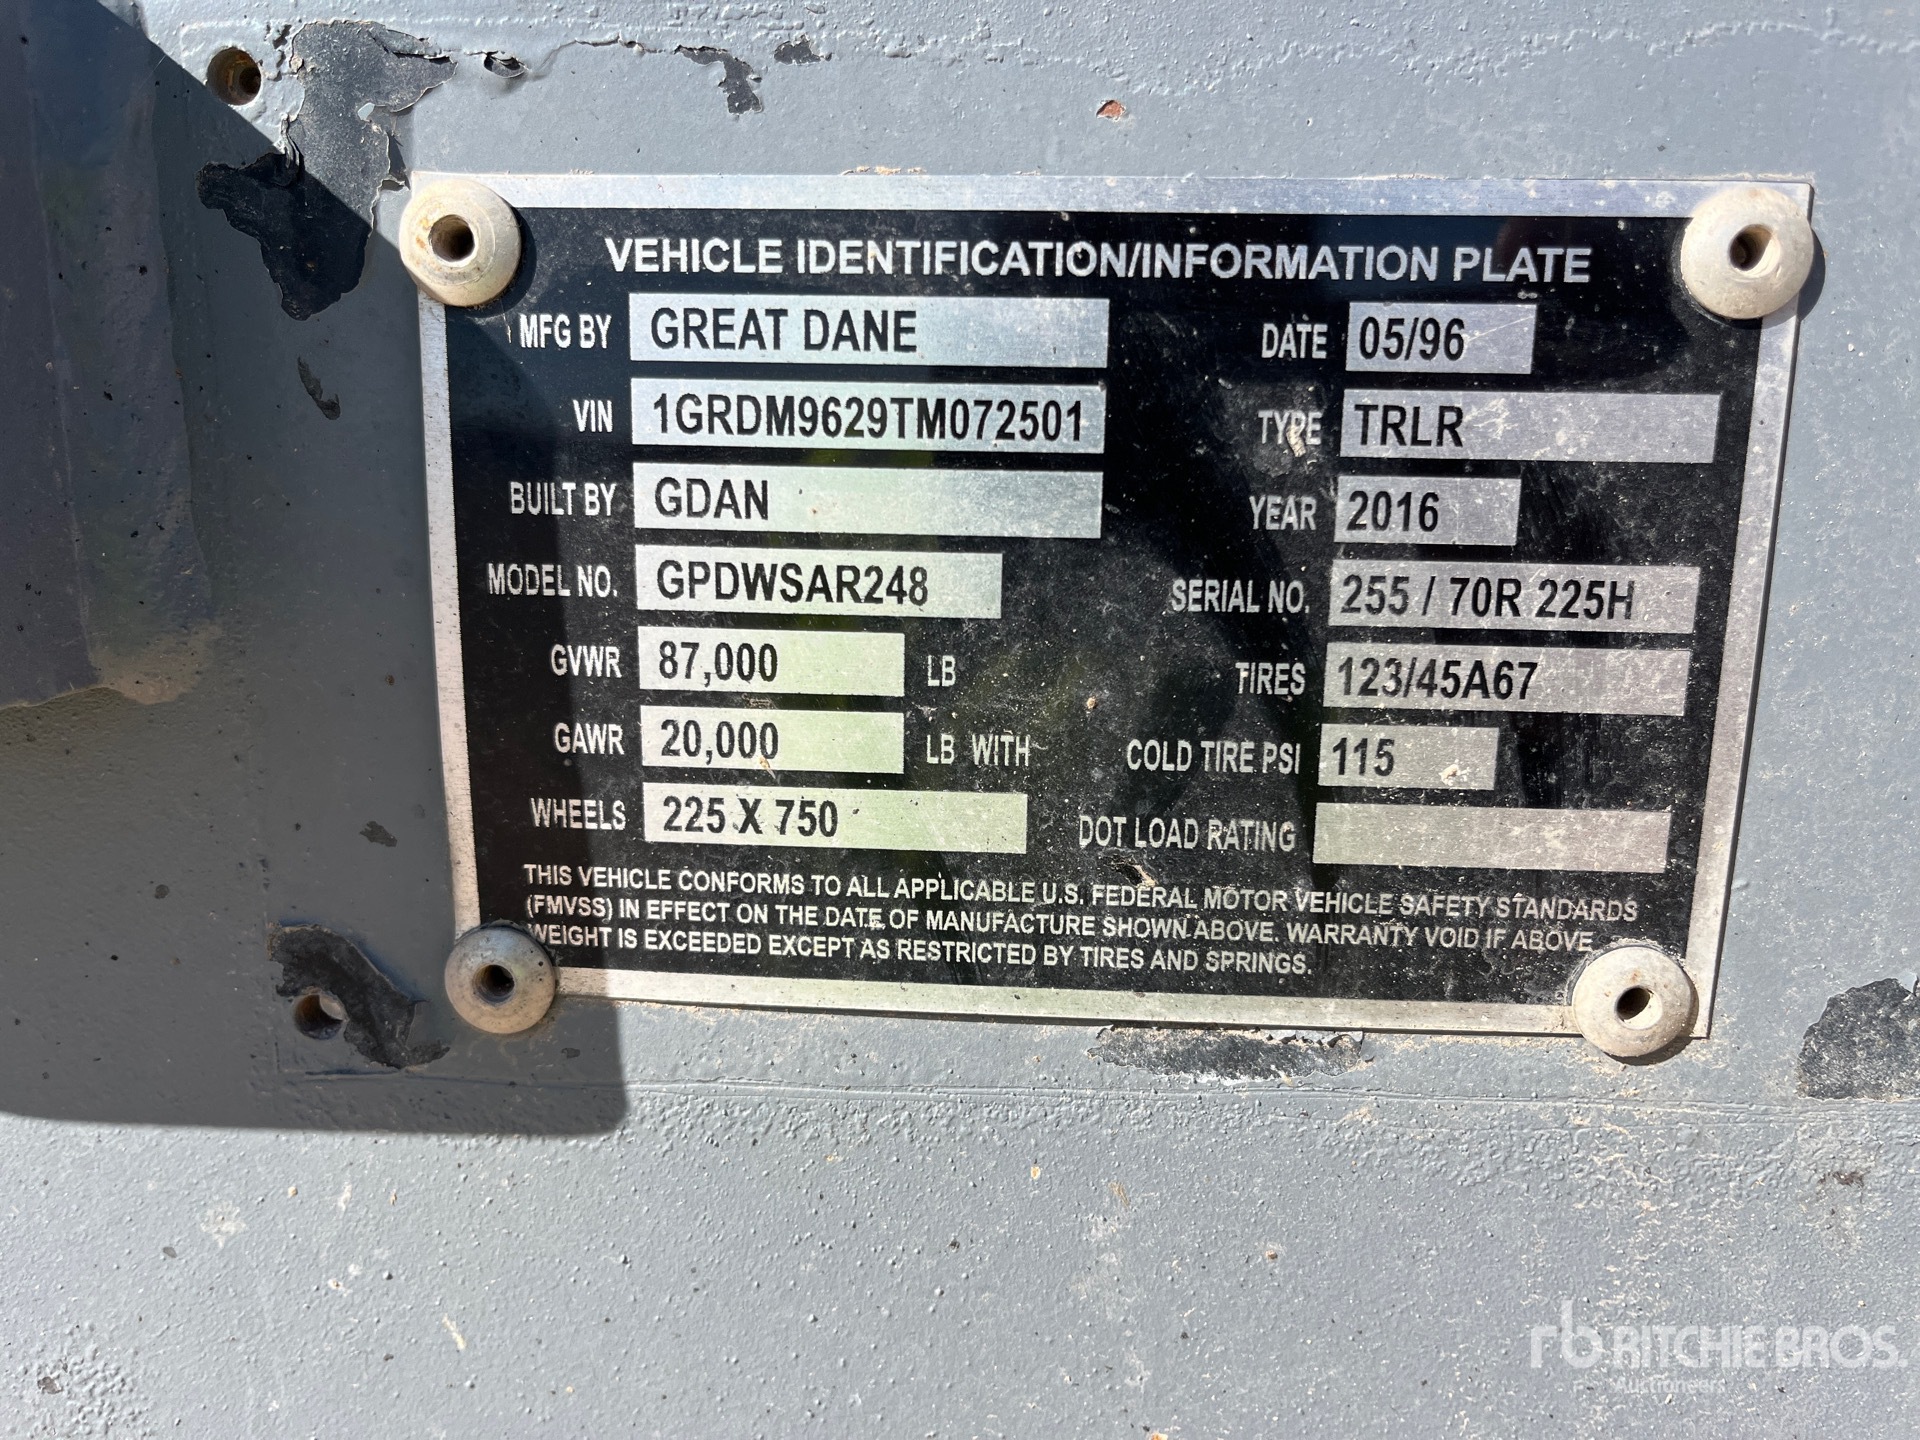 VEHICLE IDENTIFICATION/INFORMATION PLATE
MFG BY GREAT DANE DATE 05/96
VIN 1GRDM9629TM072501 TYPE TRLR
BUILT BY GDAN YEAR 2016
MODEL NO. GPDWSAR248 SERIAL NO. 255 / 70R 225H
GVWR 87,000 LB TIRES 123/45A67
GAWR 20,000 LB WITH COLD TIRE PSI 115
WHEELS 225 X 750 DOT LOAD RATING
THIS VEHICLE CONFORMS TO ALL APPLICABLE U.S. FEDERAL MOTOR VEHICLE SAFETY STANDARDS
(FMVSS) IN EFFECT ON THE DATE OF MANUFACTURE SHOWN ABOVE. WARRANTY VOID IF ABOVE
WEIGHT IS EXCEEDED EXCEPT AS RESTRICTED BY TIRES AND SPRINGS.
rb RITCHIE BROS.
Auctioneers